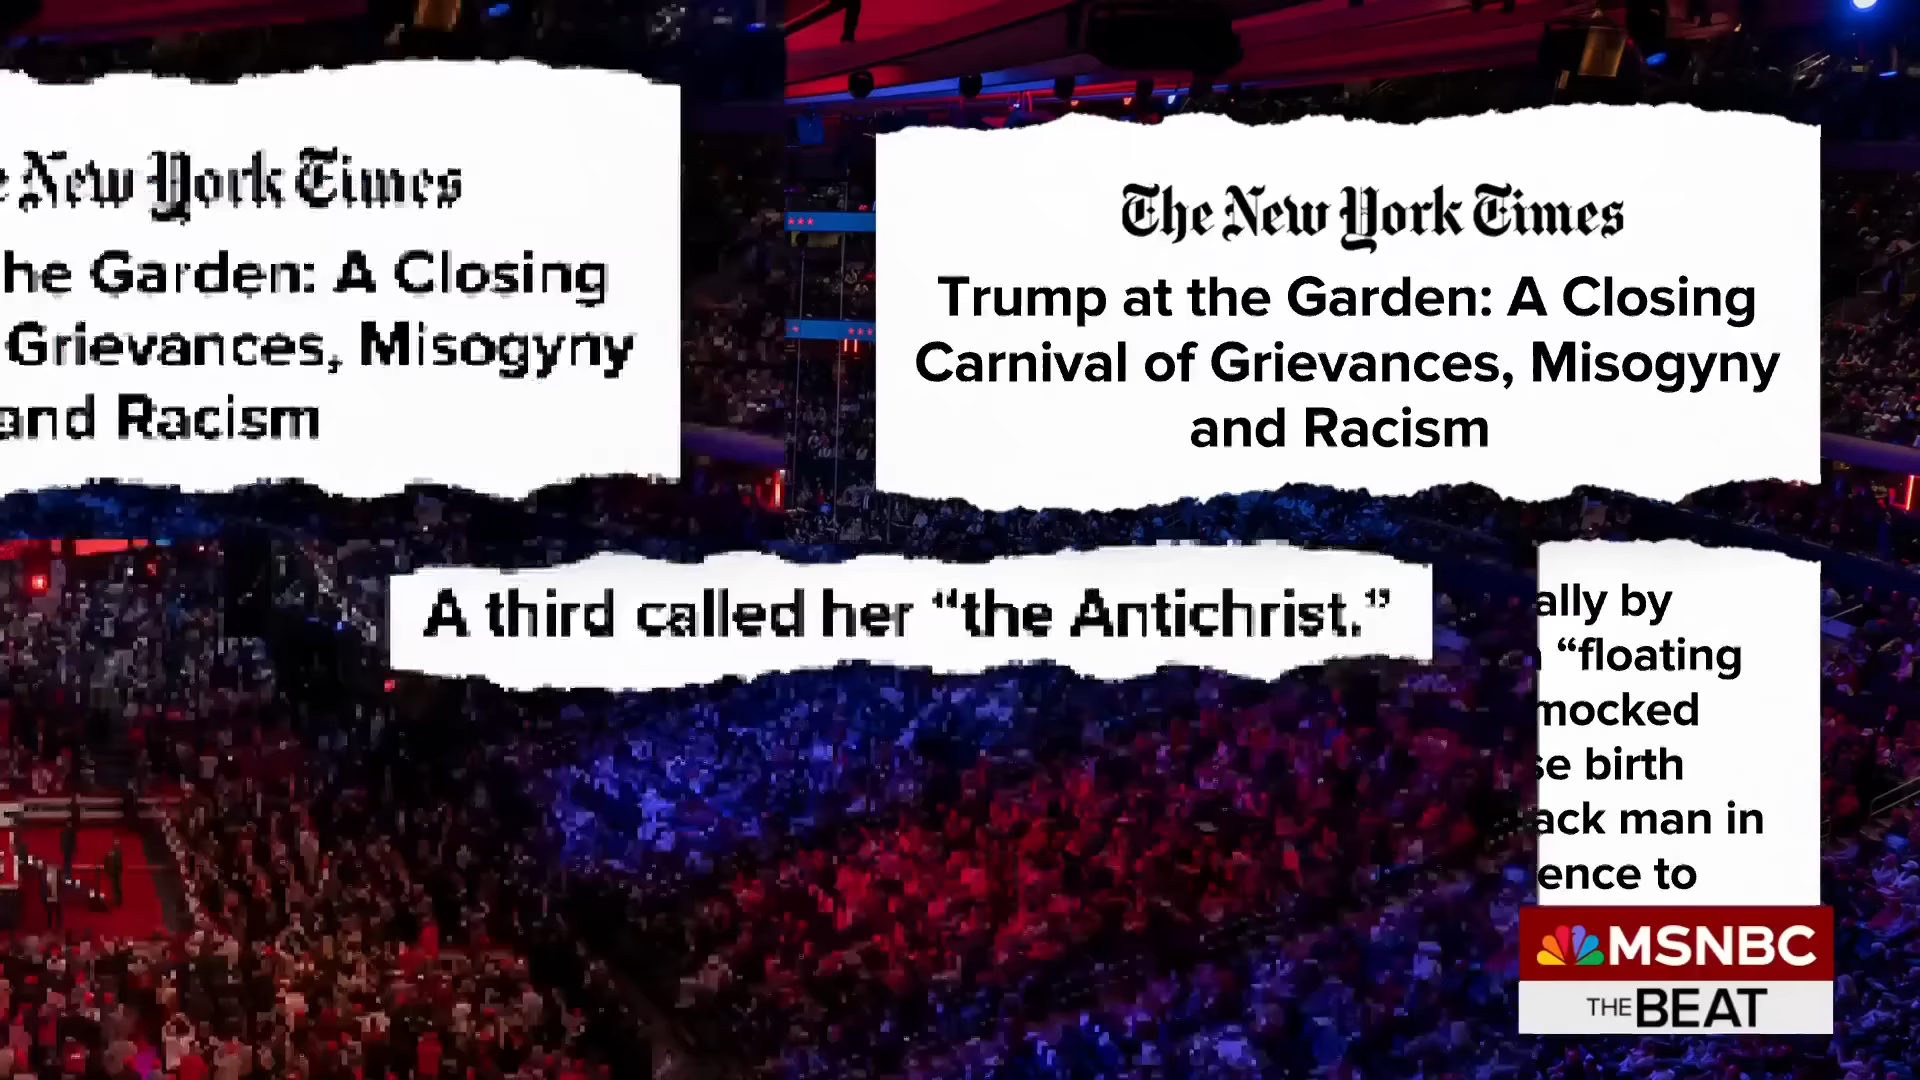 New York Times
he Garden: A Closing
Grievances, Misogyny
and Racism
The New York Times
Trump at the Garden: A Closing
Carnival of Grievances, Misogyny
and Racism
A third called her “the Antichrist.”
ally by
“floating
mocked
se birth
ack man in
ence to
MSNBC
THE BEAT